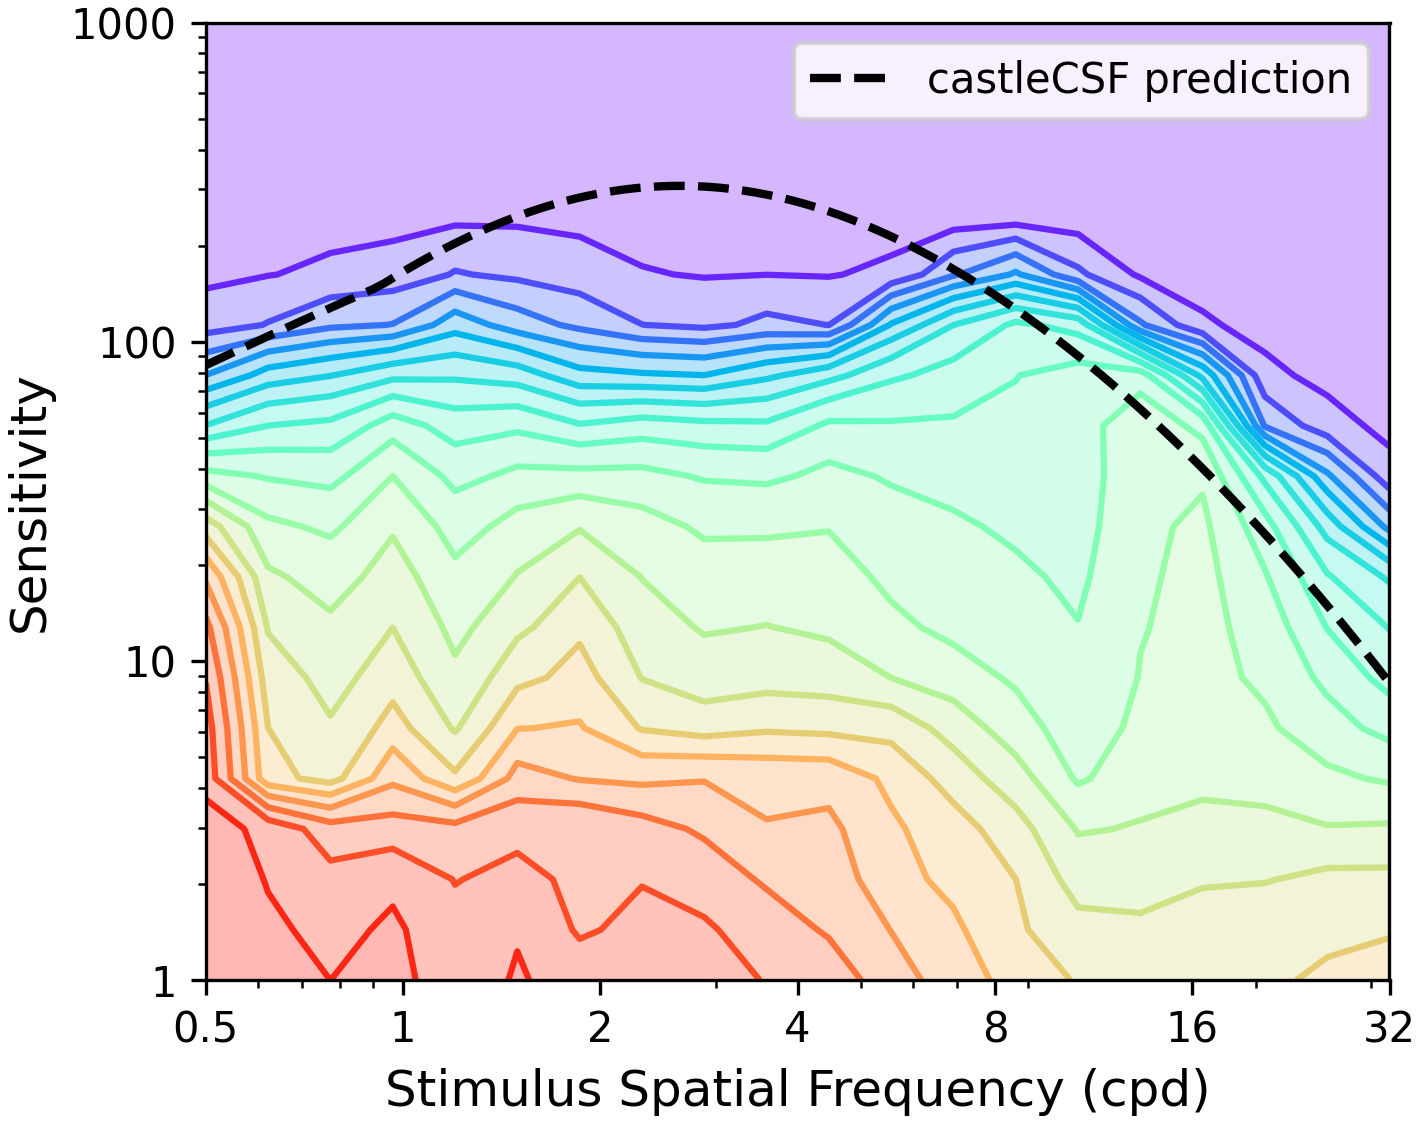 1000
castleCSF prediction
100
Sensitivity
10
1
0.5 1 2 4 8 16 32
Stimulus Spatial Frequency (cpd)